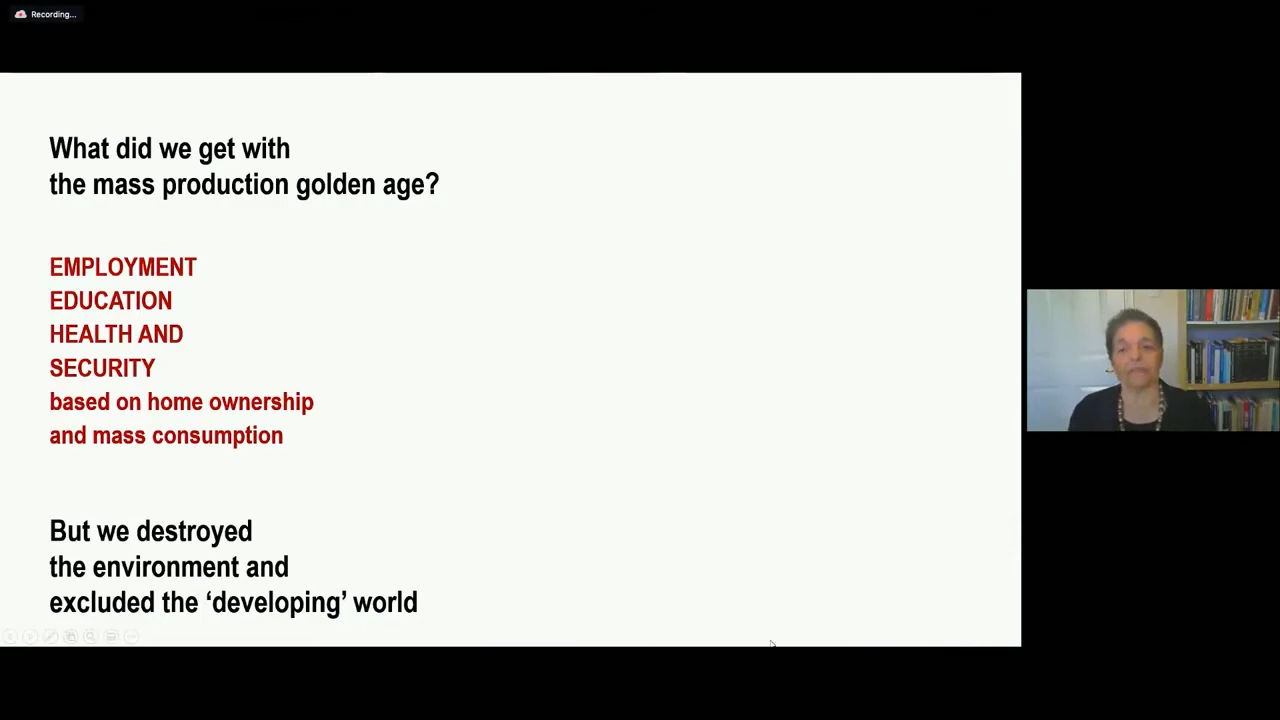 Recording...
What did we get with
the mass production golden age?
EMPLOYMENT
EDUCATION
HEALTH AND
SECURITY
based on home ownership
and mass consumption
But we destroyed
the environment and
excluded the ‘developing’ world